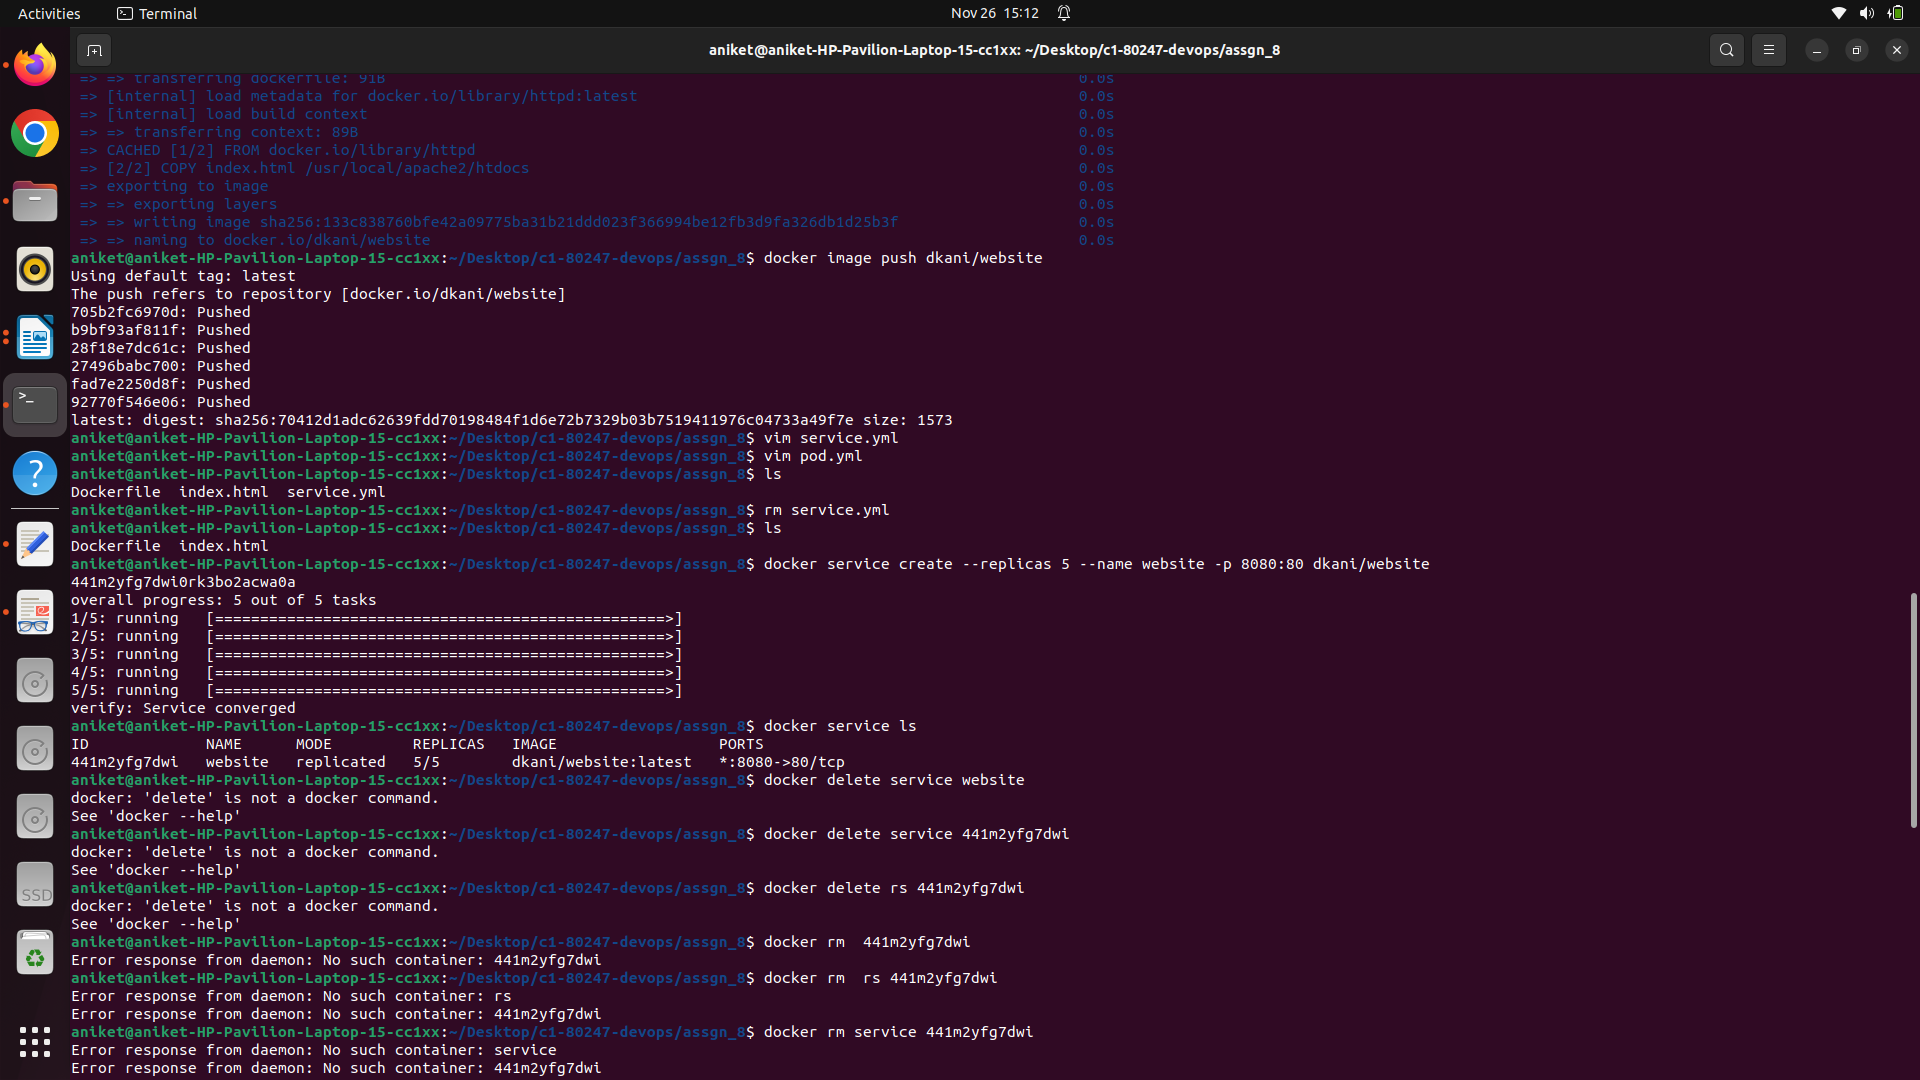 Activities
Terminal
Nov 26 15:12
aniket@aniket-HP-Pavilion-Laptop-15-cc1xx: ~/Desktop/c1-80247-devops/assgn_8
=> => transferring dockerfile: 91B 0.0s
=> [internal] load metadata for docker.io/library/httpd:latest 0.0s
=> [internal] load build context 0.0s
=> => transferring context: 89B 0.0s
=> CACHED [1/2] FROM docker.io/library/httpd 0.0s
=> [2/2] COPY index.html /usr/local/apache2/htdocs 0.0s
=> exporting to image 0.0s
=> => exporting layers 0.0s
=> => writing image sha256:133c838760bfe42a09775ba31b21ddd023f366994be12fb3d9fa326db1d25b3f 0.0s
=> => naming to docker.io/dkani/website 0.0s
aniket@aniket-HP-Pavilion-Laptop-15-cc1xx:~/Desktop/c1-80247-devops/assgn_8$ docker image push dkani/website
Using default tag: latest
The push refers to repository [docker.io/dkani/website]
705b2fc6970d: Pushed
b9bf93af811f: Pushed
28f18e7dc61c: Pushed
27496babc700: Pushed
fad7e2250d8f: Pushed
92770f546e06: Pushed
latest: digest: sha256:70412d1adc62639fdd70198484f1d6e72b7329b03b7519411976c04733a49f7e size: 1573
aniket@aniket-HP-Pavilion-Laptop-15-cc1xx:~/Desktop/c1-80247-devops/assgn_8$ vim service.yml
aniket@aniket-HP-Pavilion-Laptop-15-cc1xx:~/Desktop/c1-80247-devops/assgn_8$ vim pod.yml
aniket@aniket-HP-Pavilion-Laptop-15-cc1xx:~/Desktop/c1-80247-devops/assgn_8$ ls
Dockerfile  index.html  service.yml
aniket@aniket-HP-Pavilion-Laptop-15-cc1xx:~/Desktop/c1-80247-devops/assgn_8$ rm service.yml
aniket@aniket-HP-Pavilion-Laptop-15-cc1xx:~/Desktop/c1-80247-devops/assgn_8$ ls
Dockerfile  index.html
aniket@aniket-HP-Pavilion-Laptop-15-cc1xx:~/Desktop/c1-80247-devops/assgn_8$ docker service create --replicas 5 --name website -p 8080:80 dkani/website
441m2yfg7dwi0rk3bo2acwa0a
overall progress: 5 out of 5 tasks
1/5: running   [==================================================>]
2/5: running   [==================================================>]
3/5: running   [==================================================>]
4/5: running   [==================================================>]
5/5: running   [==================================================>]
verify: Service converged
aniket@aniket-HP-Pavilion-Laptop-15-cc1xx:~/Desktop/c1-80247-devops/assgn_8$ docker service ls
ID             NAME      MODE         REPLICAS   IMAGE                  PORTS
441m2yfg7dwi   website   replicated   5/5        dkani/website:latest   *:8080->80/tcp
aniket@aniket-HP-Pavilion-Laptop-15-cc1xx:~/Desktop/c1-80247-devops/assgn_8$ docker delete service website
docker: 'delete' is not a docker command.
See 'docker --help'
aniket@aniket-HP-Pavilion-Laptop-15-cc1xx:~/Desktop/c1-80247-devops/assgn_8$ docker delete service 441m2yfg7dwi
docker: 'delete' is not a docker command.
See 'docker --help'
aniket@aniket-HP-Pavilion-Laptop-15-cc1xx:~/Desktop/c1-80247-devops/assgn_8$ docker delete rs 441m2yfg7dwi
docker: 'delete' is not a docker command.
See 'docker --help'
aniket@aniket-HP-Pavilion-Laptop-15-cc1xx:~/Desktop/c1-80247-devops/assgn_8$ docker rm  441m2yfg7dwi
Error response from daemon: No such container: 441m2yfg7dwi
aniket@aniket-HP-Pavilion-Laptop-15-cc1xx:~/Desktop/c1-80247-devops/assgn_8$ docker rm  rs 441m2yfg7dwi
Error response from daemon: No such container: rs
Error response from daemon: No such container: 441m2yfg7dwi
aniket@aniket-HP-Pavilion-Laptop-15-cc1xx:~/Desktop/c1-80247-devops/assgn_8$ docker rm service 441m2yfg7dwi
Error response from daemon: No such container: service
Error response from daemon: No such container: 441m2yfg7dwi
SSD